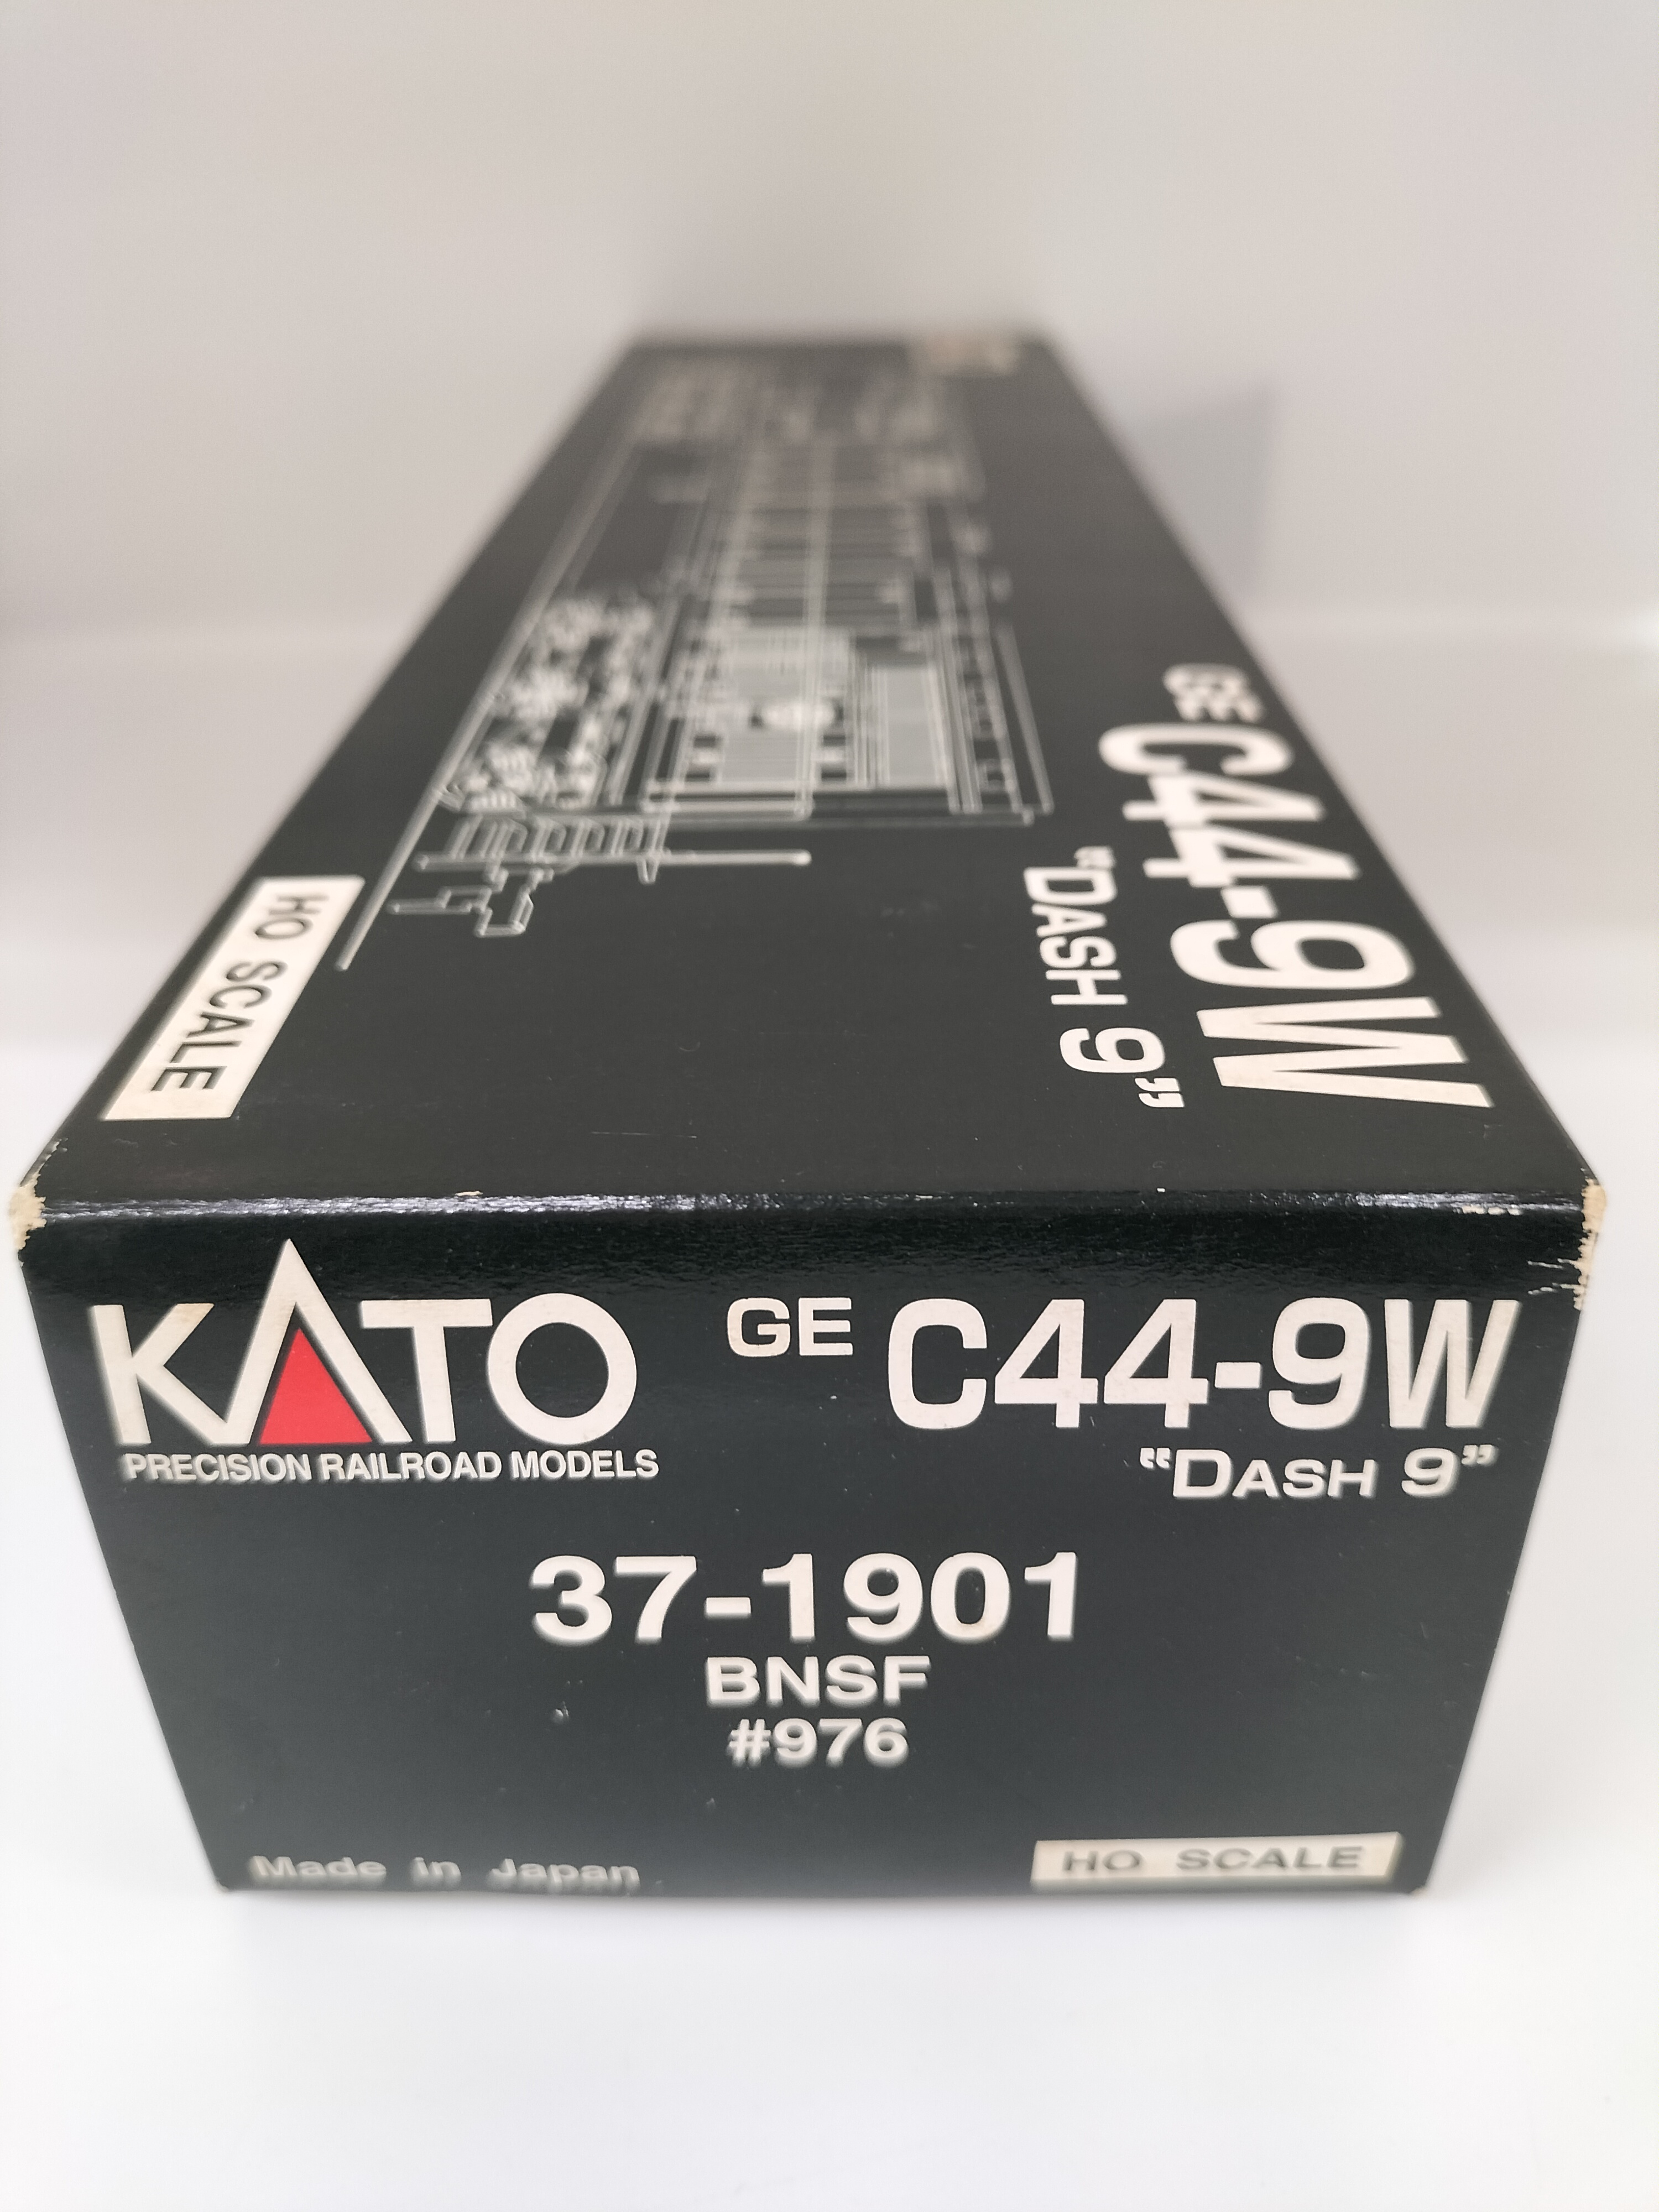 GE C44-9W
"DASH 9"
HO SCALE
KATO
PRECISION RAILROAD MODELS
GE C44-9W
"DASH 9"
37-1901
BNSF
#976
Made in Japan
HO SCALE